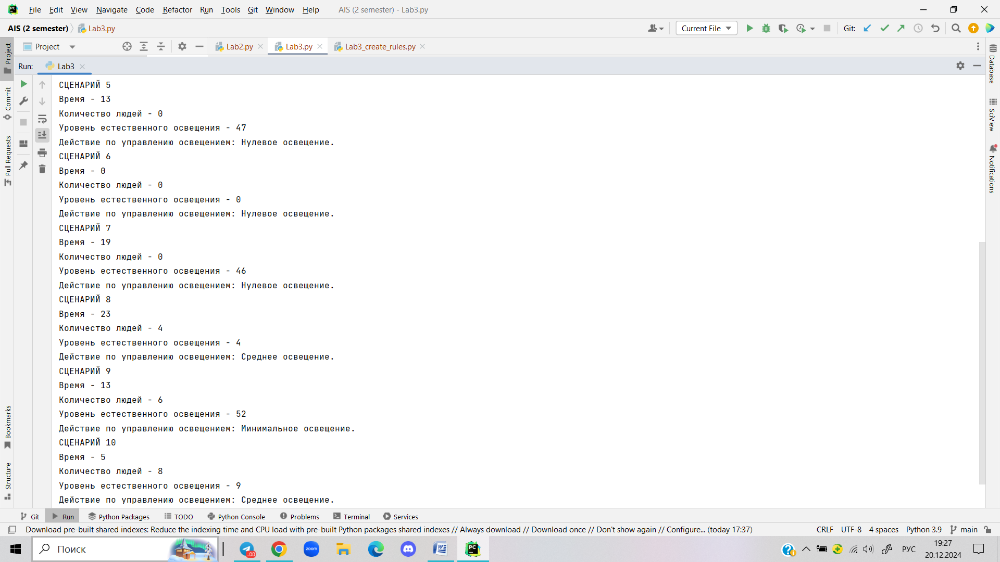 File Edit View Navigate Code Refactor Run Tools Git Window Help AIS (2 semester) - Lab3.py
AIS (2 semester) Lab3.py Current File Git:
Project Lab2.py Lab3.py Lab3_create_rules.py
Run: Lab3
СЦЕНАРИЙ 5
Время - 13
Количество людей - 0
Уровень естественного освещения - 47
Действие по управлению освещением: Нулевое освещение.
СЦЕНАРИЙ 6
Время - 0
Количество людей - 0
Уровень естественного освещения - 0
Действие по управлению освещением: Нулевое освещение.
СЦЕНАРИЙ 7
Время - 19
Количество людей - 0
Уровень естественного освещения - 46
Действие по управлению освещением: Нулевое освещение.
СЦЕНАРИЙ 8
Время - 23
Количество людей - 4
Уровень естественного освещения - 4
Действие по управлению освещением: Среднее освещение.
СЦЕНАРИЙ 9
Время - 13
Количество людей - 6
Уровень естественного освещения - 52
Действие по управлению освещением: Минимальное освещение.
СЦЕНАРИЙ 10
Время - 5
Количество людей - 8
Уровень естественного освещения - 9
Действие по управлению освещением: Среднее освещение.
Project
Commit
Pull Requests
Bookmarks
Structure
Database
SciView
Notifications
Git Run Python Packages TODO Python Console Problems Terminal Services
Download pre-built shared indexes: Reduce the indexing time and CPU load with pre-built Python packages shared indexes // Always download // Download once // Don't show again // Configure... (today 17:37) CRLF UTF-8 4 spaces Python 3.9 main
Поиск .00 zoom PC РУС 19:27
20.12.2024